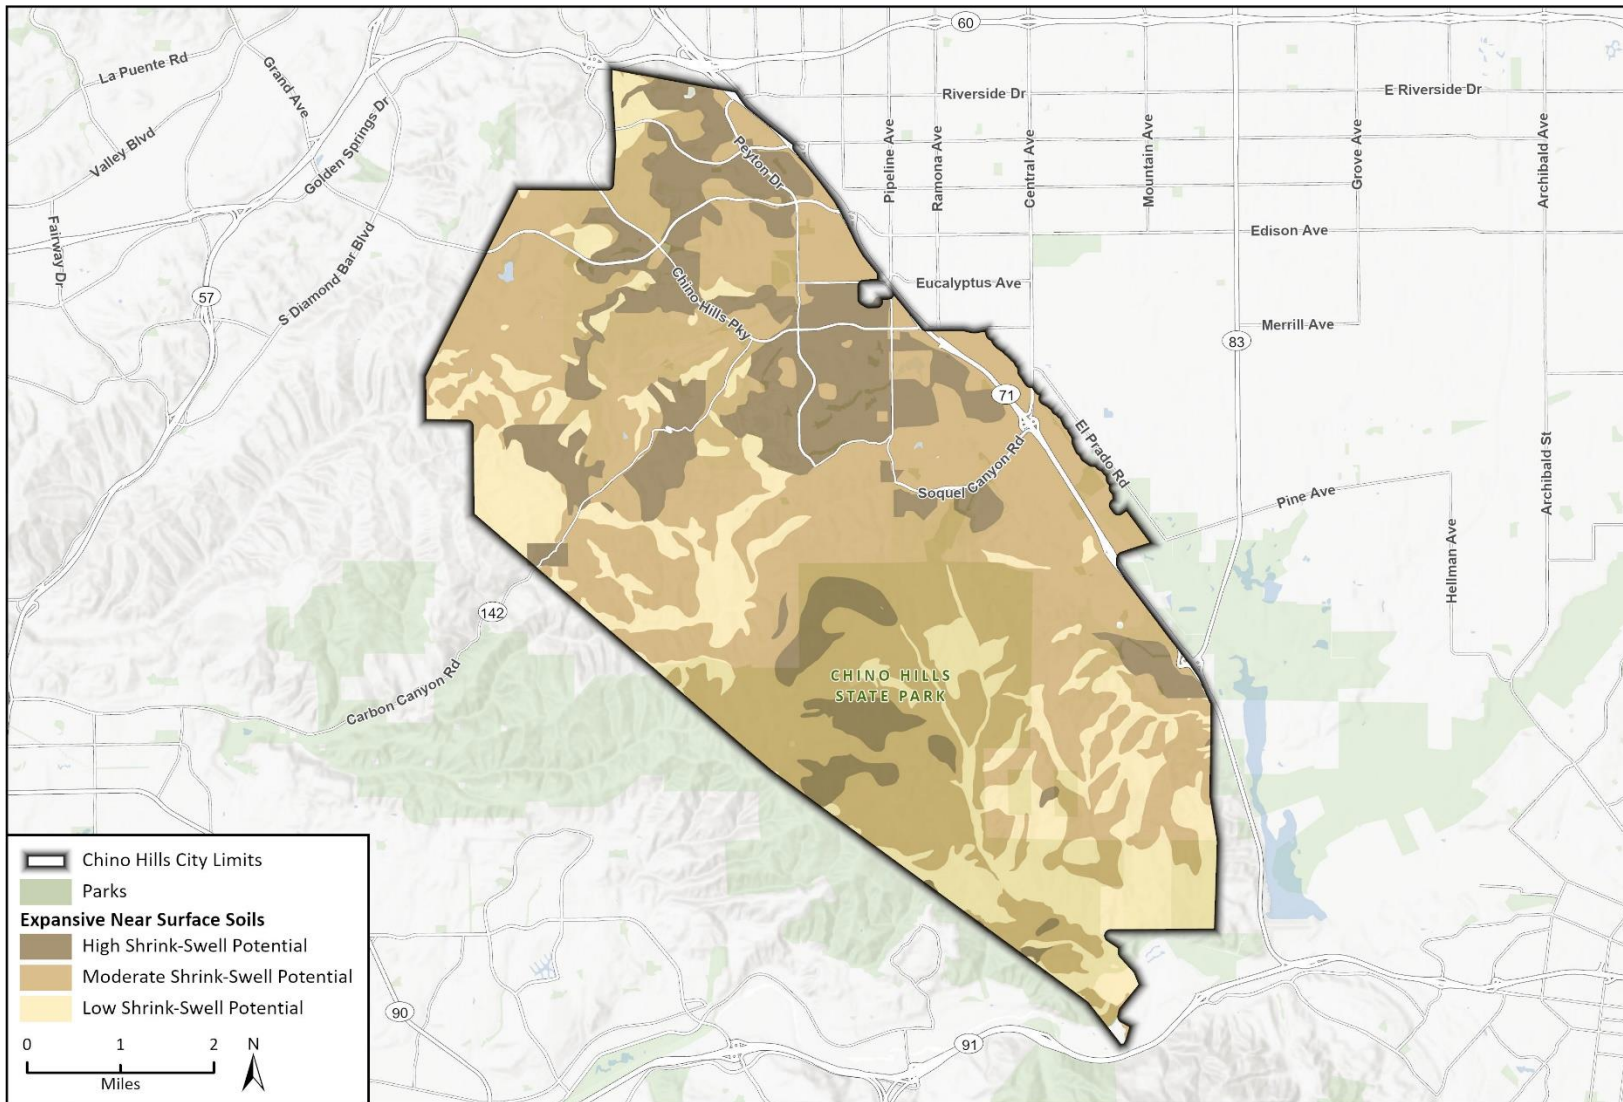 60
La Puente Rd
Grand Ave
Riverside Dr
E Riverside Dr
Valley Blvd
Golden Springs Dr
Peyton Dr
Pipeline Ave
Ramona Ave
Central Ave
Mountain Ave
Grove Ave
Archibald Ave
Fairway Dr
S Diamond Bar Blvd
Edison Ave
57
Chino Hills Pky
Eucalyptus Ave
Merrill Ave
83
71
El Prado Rd
Soquel Canyon Rd
Pine Ave
Archibald St
Hellman Ave
142
Carbon Canyon Rd
CHINO HILLS
STATE PARK
Chino Hills City Limits
Parks
Expansive Near Surface Soils
High Shrink-Swell Potential
Moderate Shrink-Swell Potential
Low Shrink-Swell Potential
0 1 2 N
Miles
90
91